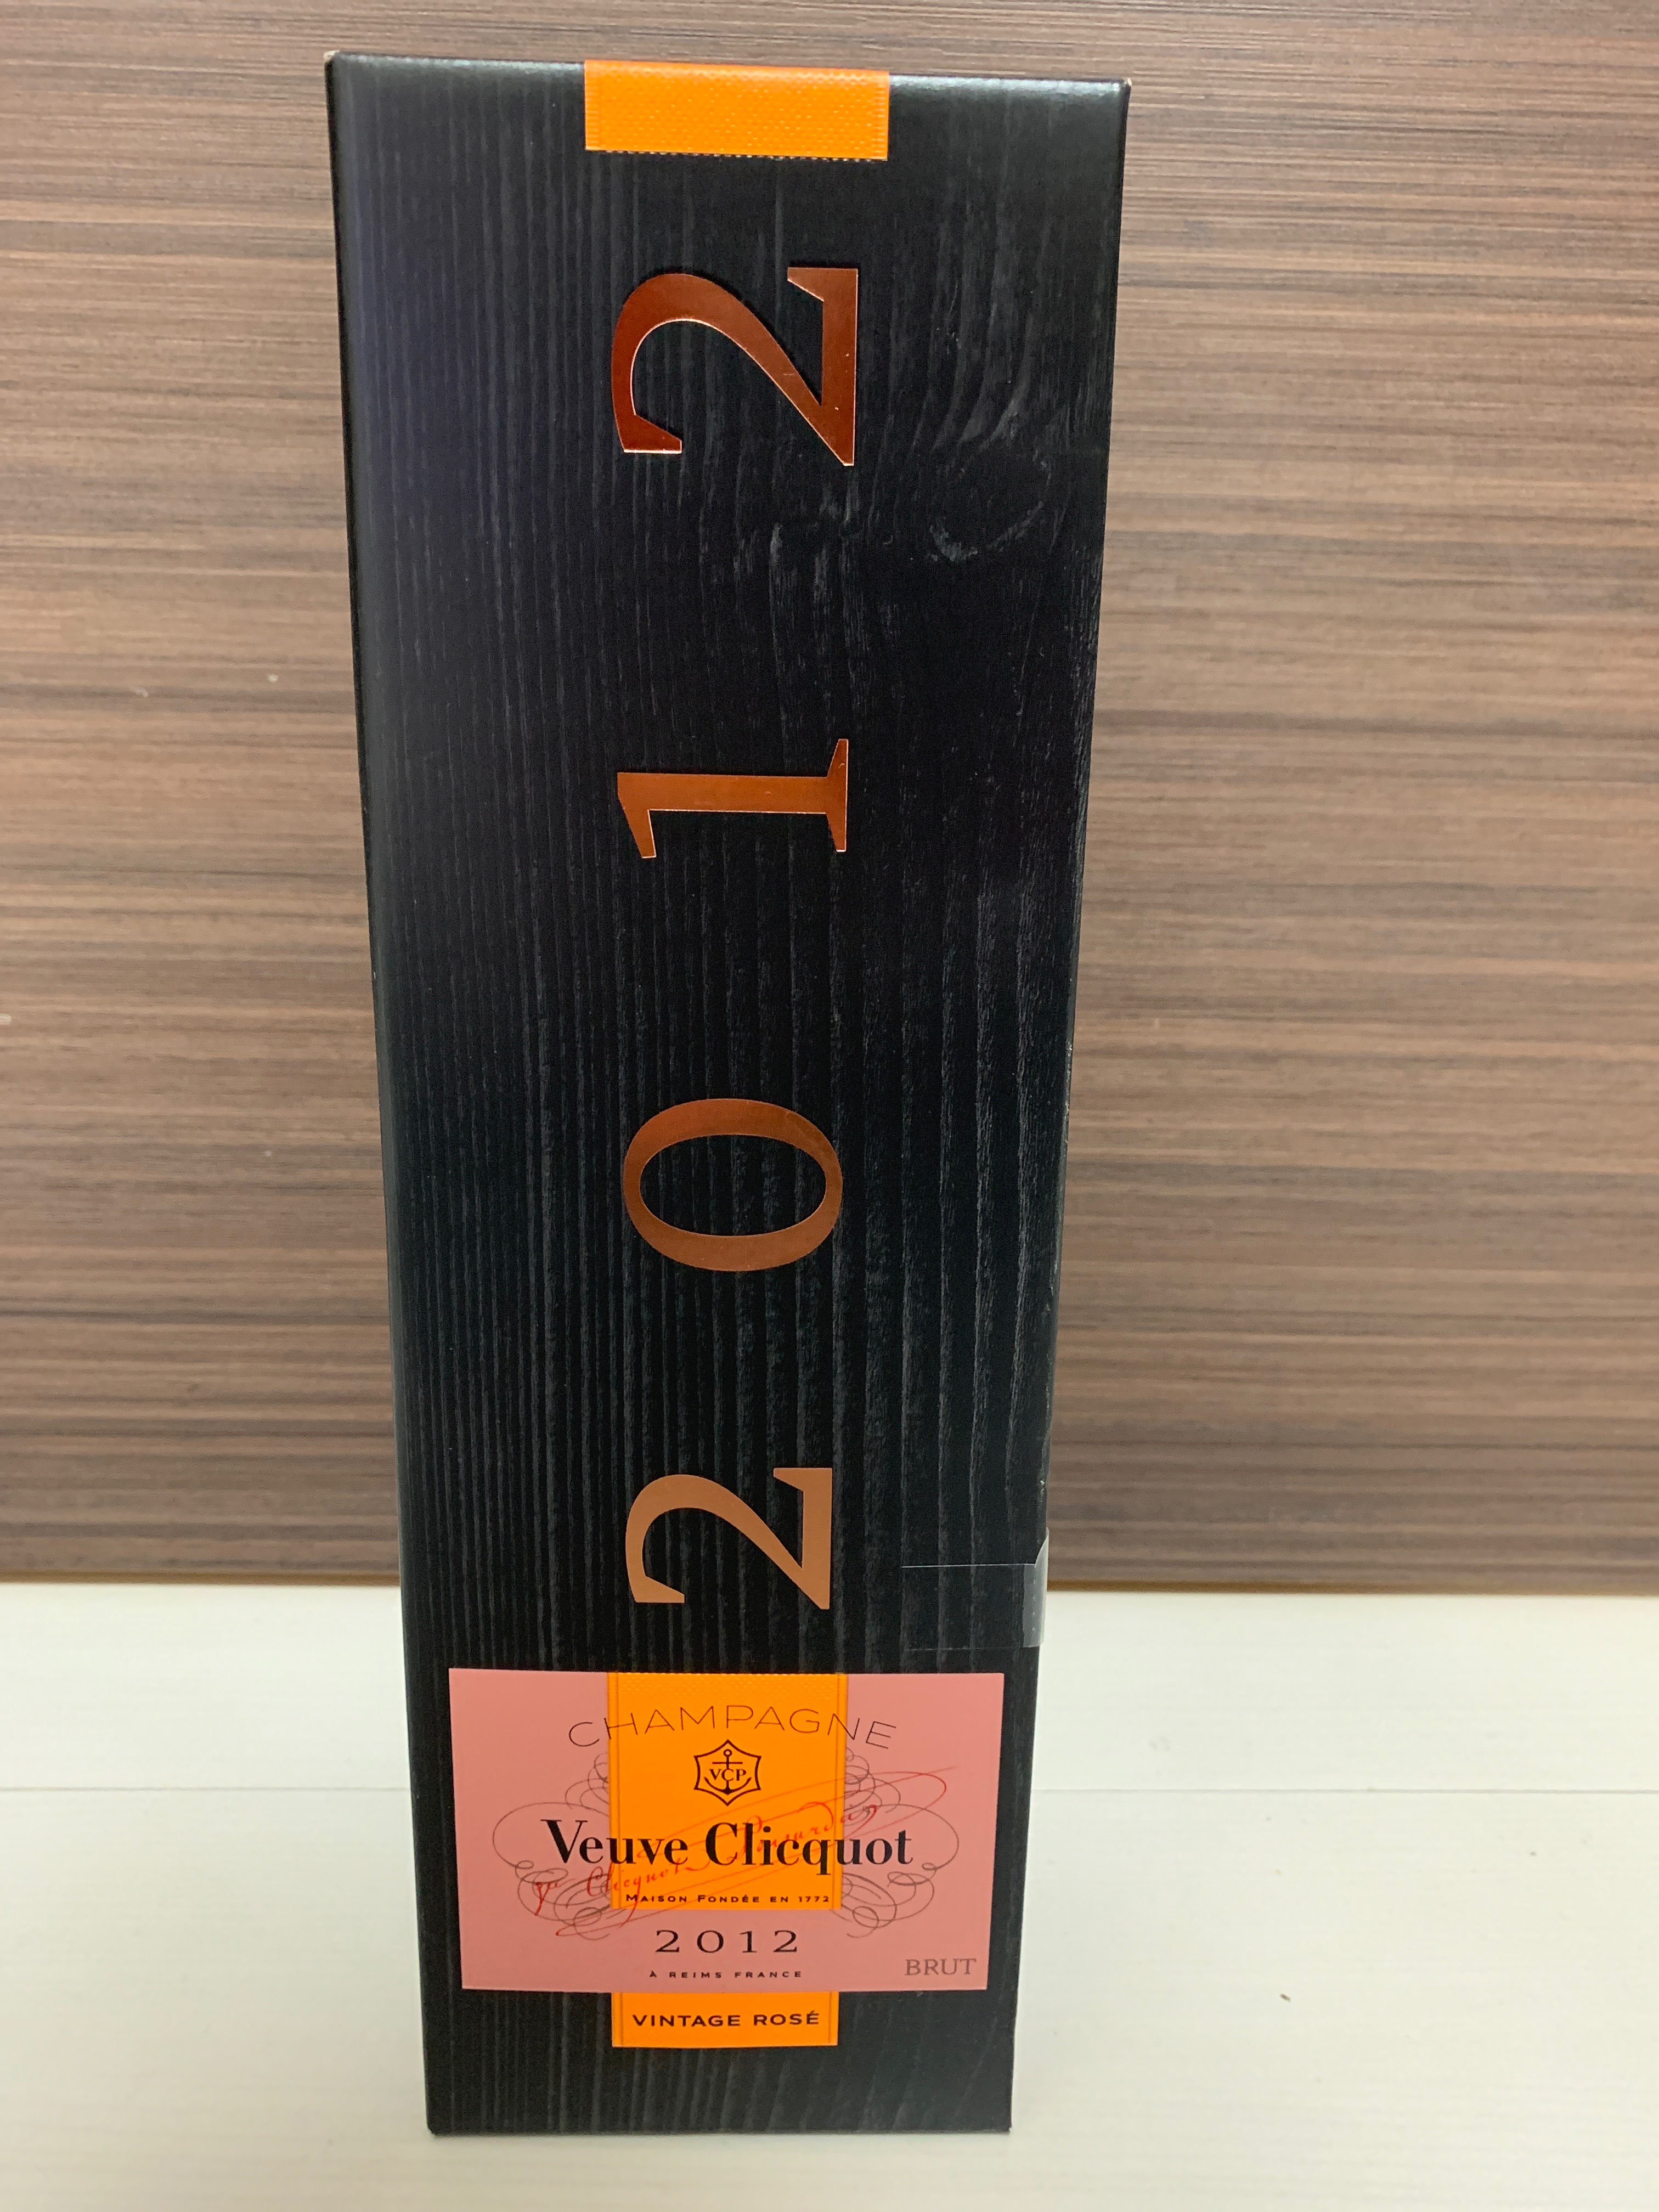 2012
CHAMPAGNE
VCP
Veuve Clicquot
MAISON FONDÉE EN 1772
2012
À REIMS FRANCE
BRUT
VINTAGE ROSÉ